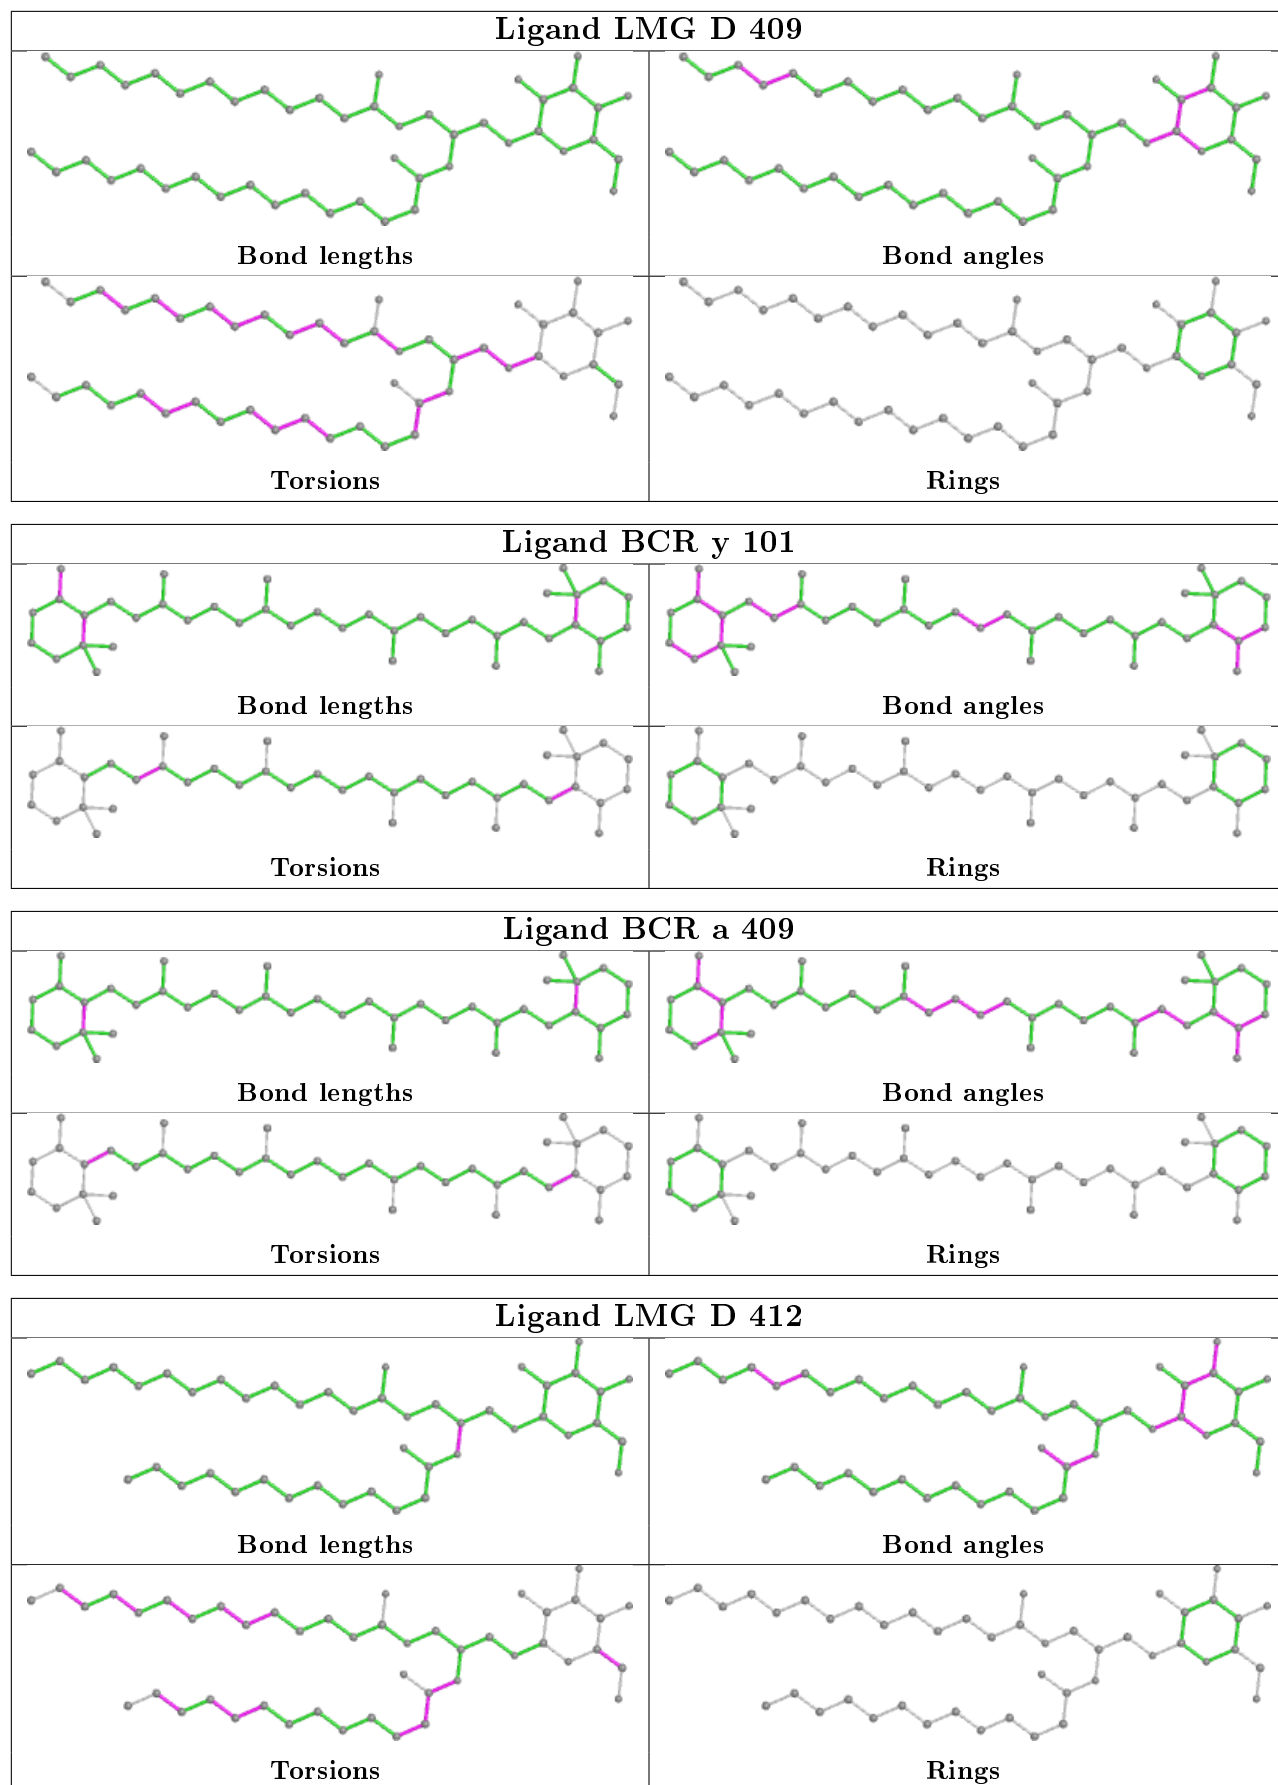 Ligand LMG D 409
Bond lengths
Bond angles
Torsions
Rings
Ligand BCR y 101
Bond lengths
Bond angles
Torsions
Rings
Ligand BCR a 409
Bond lengths
Bond angles
Torsions
Rings
Ligand LMG D 412
Bond lengths
Bond angles
Torsions
Rings